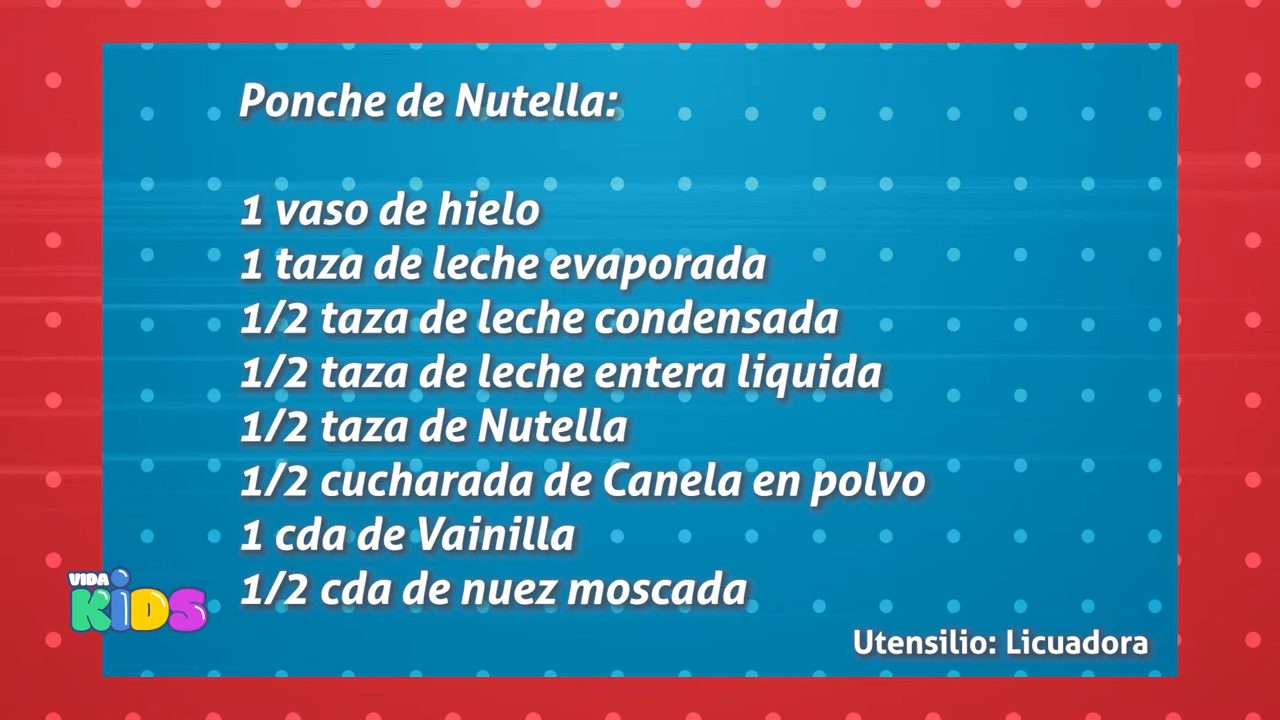 Ponche de Nutella:
1 vaso de hielo
1 taza de leche evaporada
1/2 taza de leche condensada
1/2 taza de leche entera liquida
1/2 taza de Nutella
1/2 cucharada de Canela en polvo
1 cda de Vainilla
1/2 cda de nuez moscada
VIDA
KiDS
Utensilio: Licuadora